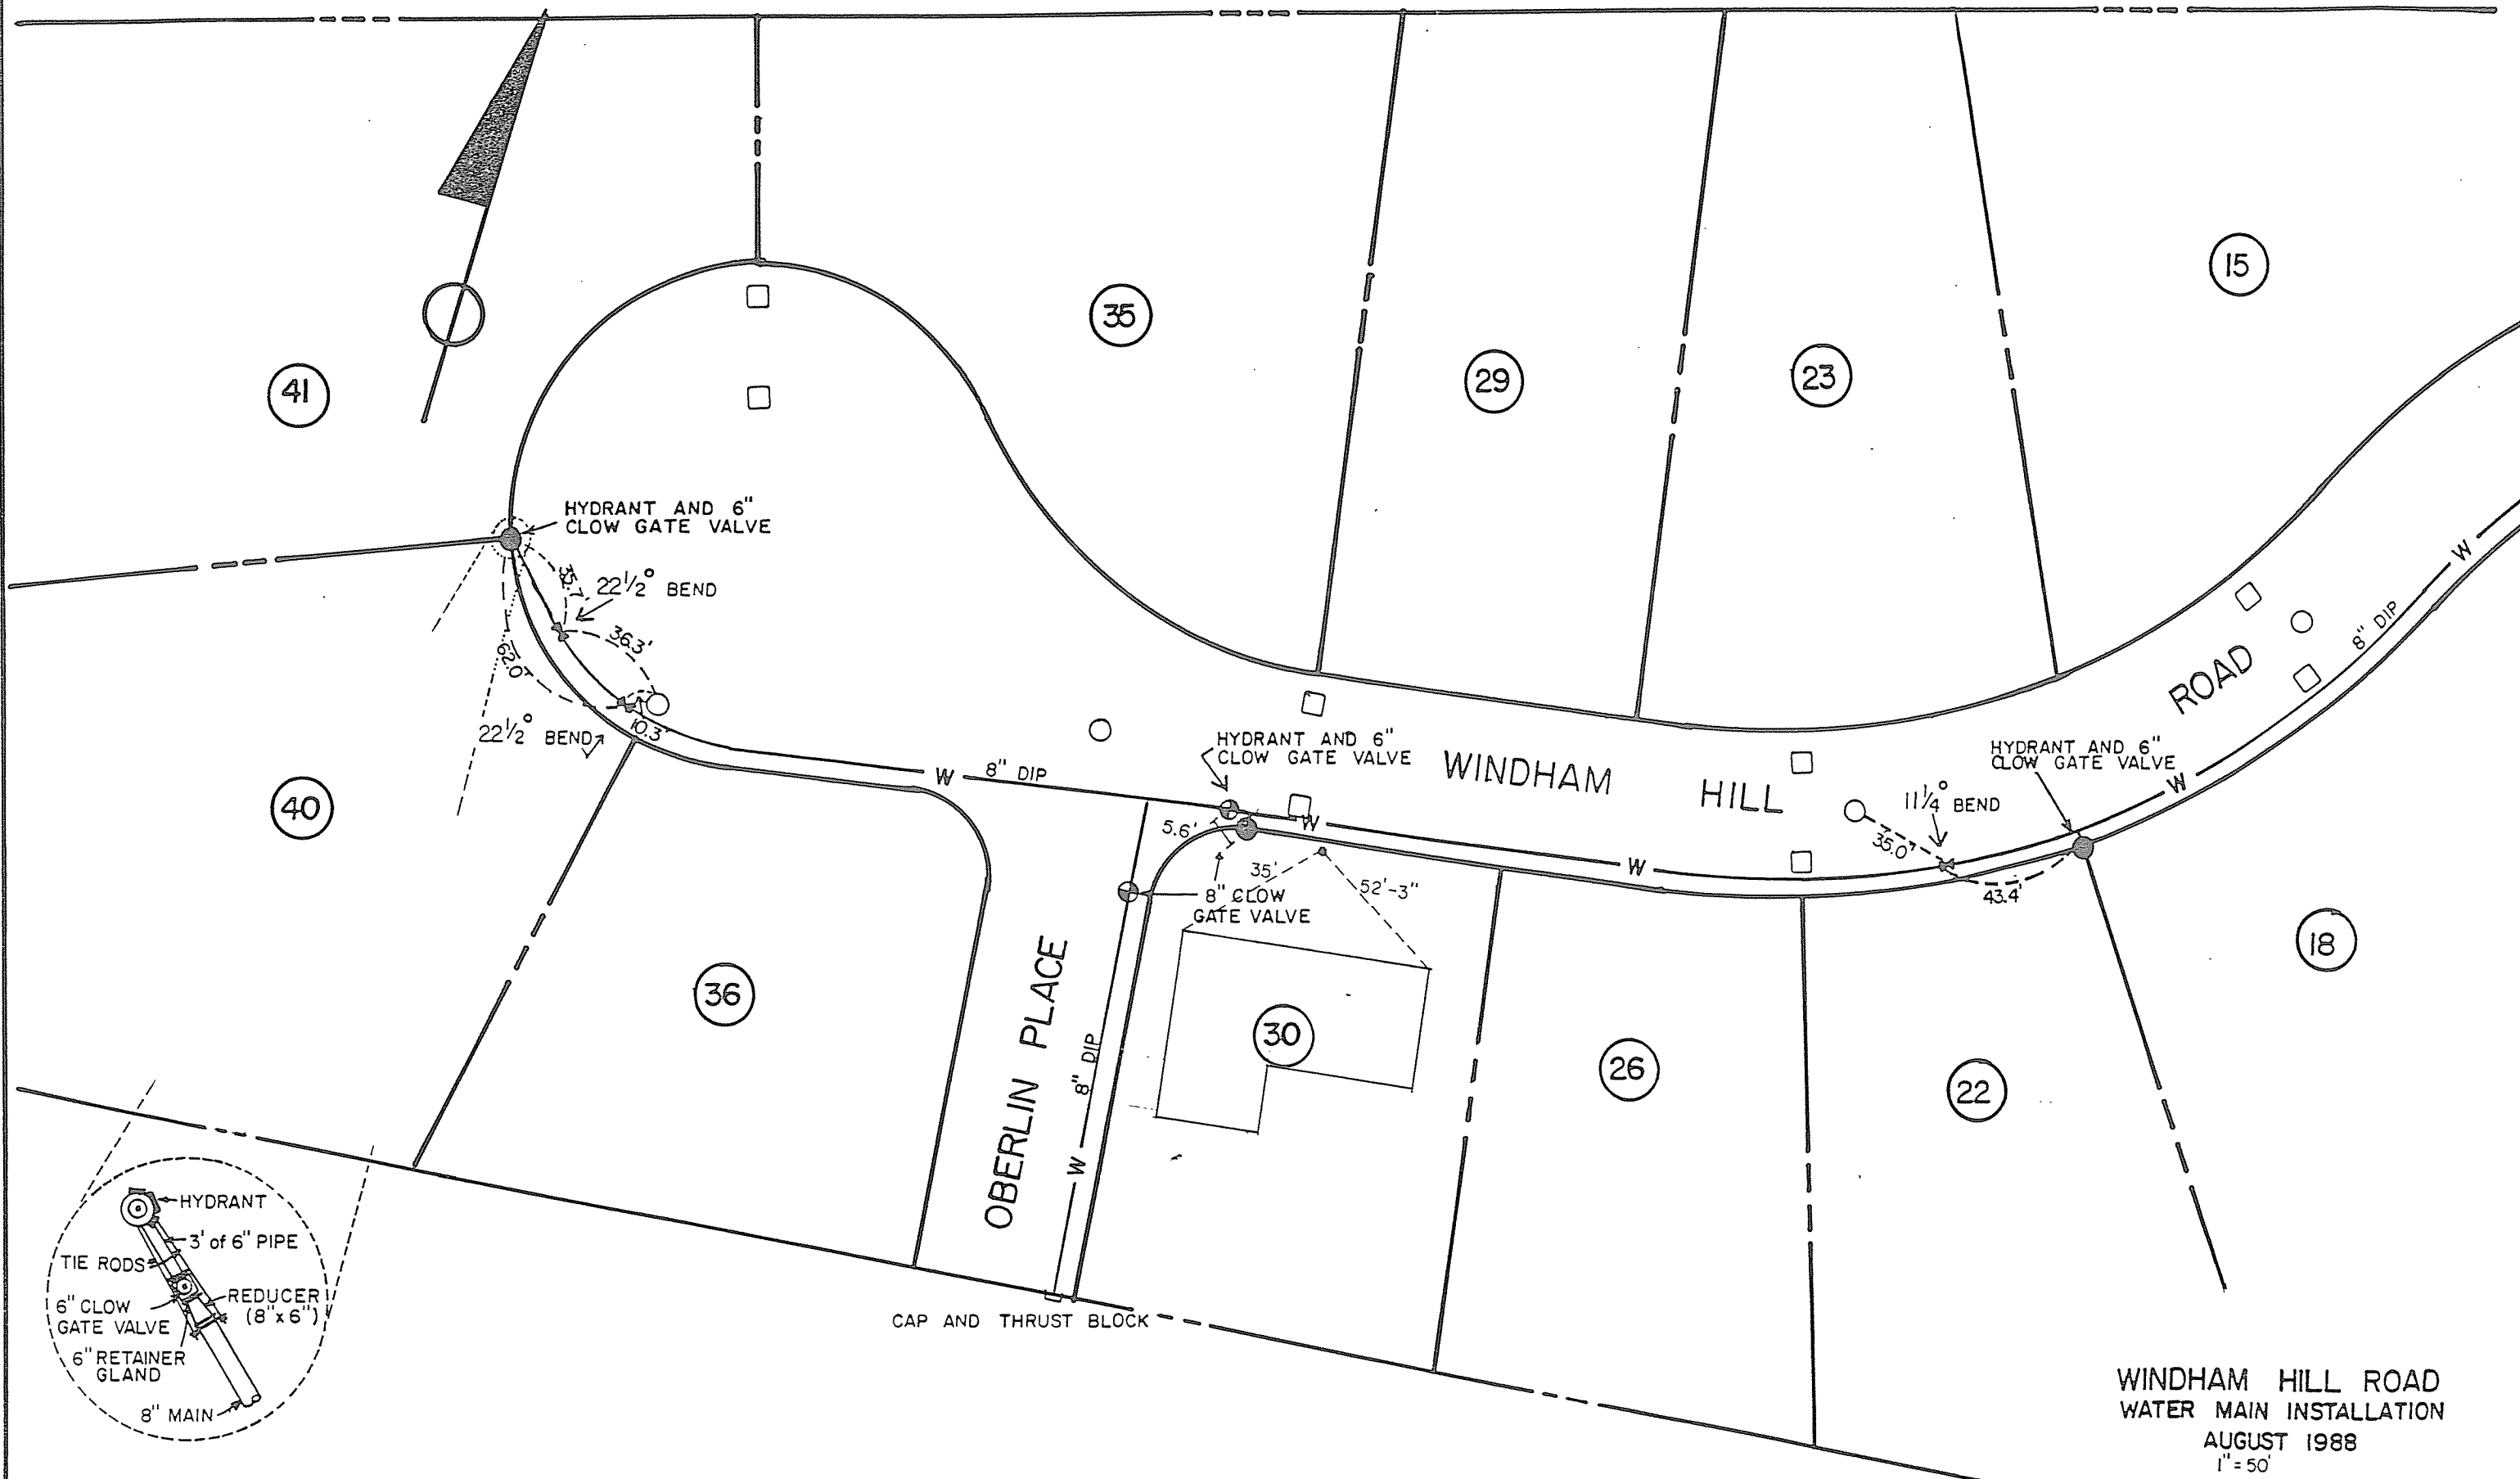 15
35
29
23
41
HYDRANT AND 6"
CLOW GATE VALVE
35.7'
22 1/2° BEND
36.3'
62.0'
10.3'
22 1/2° BEND
ROAD
8" DIP
W
HYDRANT AND 6"
CLOW GATE VALVE
WINDHAM HILL
HYDRANT AND 6"
CLOW GATE VALVE
W
8" DIP
W
W
W
11 1/4° BEND
35.0'
43.4'
5.6'
35'
52'-3"
8" CLOW
GATE VALVE
40
36
30
26
22
18
OBERLIN PLACE
8" DIP
W
HYDRANT
3' of 6" PIPE
TIE RODS
REDUCER
(8"x6")
6" CLOW
GATE VALVE
6" RETAINER
GLAND
8" MAIN
CAP AND THRUST BLOCK
WINDHAM HILL ROAD
WATER MAIN INSTALLATION
AUGUST 1988
1"=50'